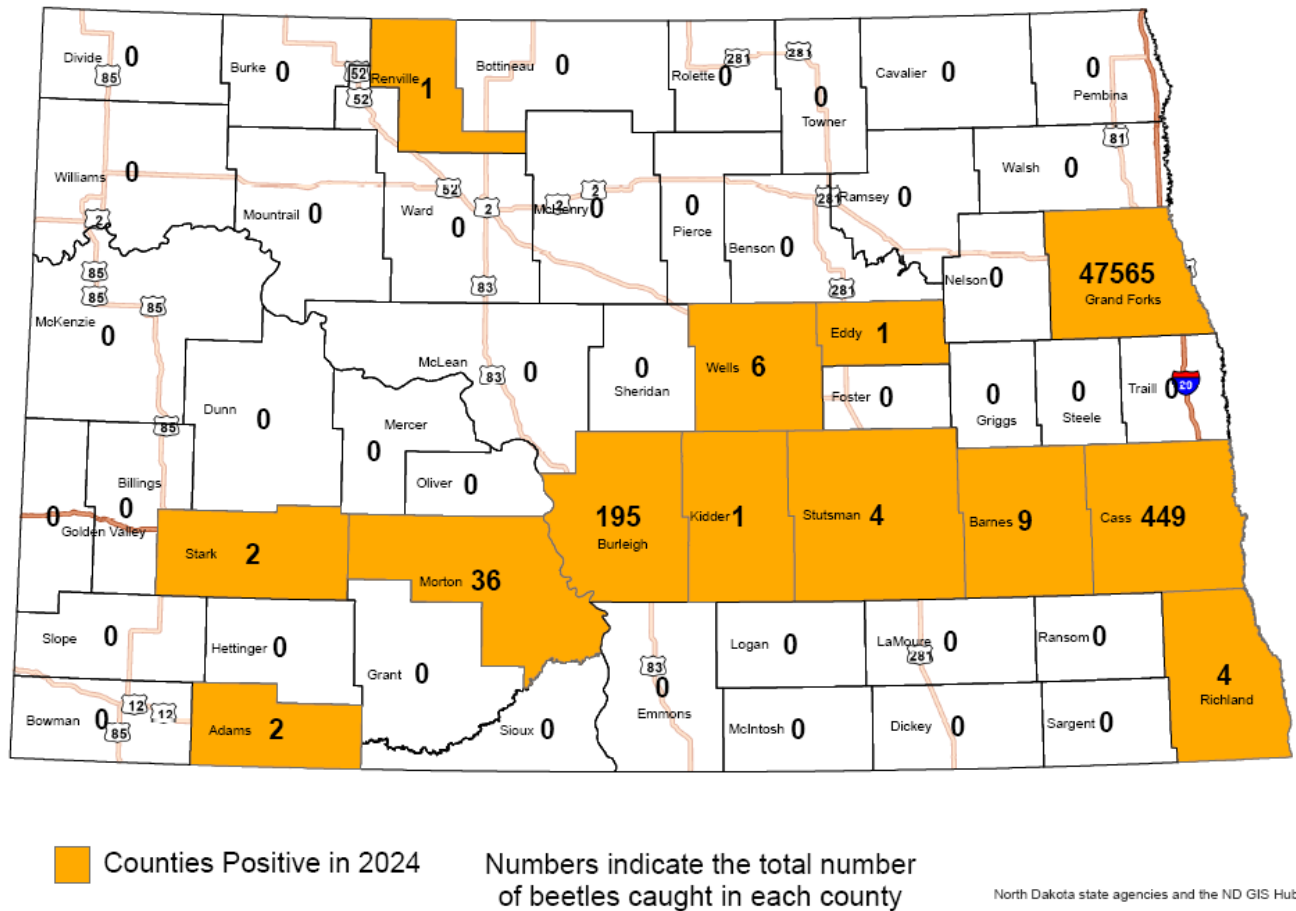 Divide 0
85
Burke 0
52
52
Renville 1
Bottineau 0
Rolette 0
281
281
0
Towner
Cavalier 0
0
Pembina
81
Williams 0
2
Mountrail 0
52
Ward 0
2
83
McHenry 0
2
2
0
Pierce
Benson 0
281
281
Ramsey 0
Walsh 0
Nelson 0
47565
Grand Forks
85
85
85
McKenzie
0
85
Dunn 0
McLean 0
83
0
Sheridan
Wells 6
Eddy 1
Foster 0
0
Griggs
0
Steele
Traill 0
29
Mercer
0
Oliver 0
Billings
0
0
Golden Valley
Stark 2
Morton 36
195
Burleigh
Kidder 1
Stutsman 4
Barnes 9
Cass 449
Slope 0
Hettinger 0
Grant 0
83
0
Emmons
Logan 0
LaMoure 0
281
Ransom 0
4
Richland
Bowman 0
12
12
85
Adams 2
Sioux 0
McIntosh 0
Dickey 0
Sargent 0
Counties Positive in 2024
Numbers indicate the total number
of beetles caught in each county
North Dakota state agencies and the ND GIS Hub